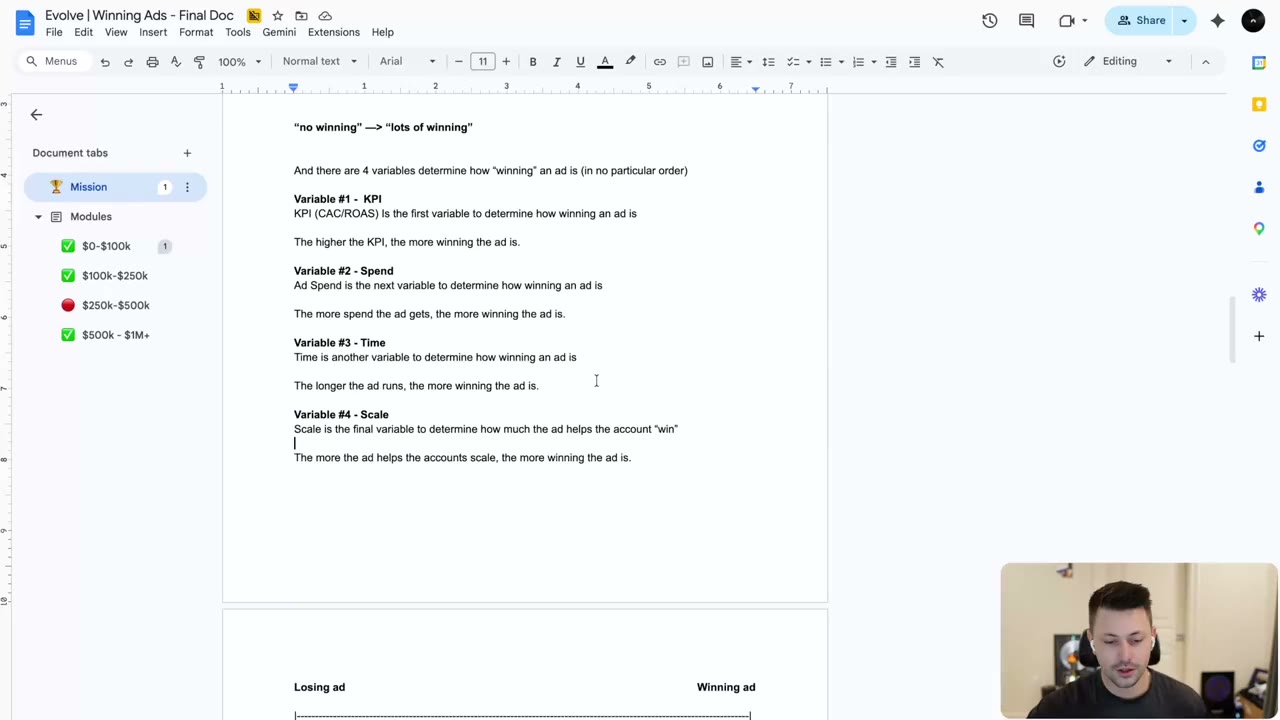 Evolve | Winning Ads - Final Doc
File Edit View Insert Format Tools Gemini Extensions Help
Share
Menus 100% Normal text Arial 11 Editing
1 1 2 3 4 5 6 7
Document tabs
Mission 1
Modules
$0-$100k 1
$100k-$250k
$250k-$500k
$500k - $1M+
“no winning” —> “lots of winning”
And there are 4 variables determine how “winning” an ad is (in no particular order)
Variable #1 - KPI
KPI (CAC/ROAS) Is the first variable to determine how winning an ad is
The higher the KPI, the more winning the ad is.
Variable #2 - Spend
Ad Spend is the next variable to determine how winning an ad is
The more spend the ad gets, the more winning the ad is.
Variable #3 - Time
Time is another variable to determine how winning an ad is
The longer the ad runs, the more winning the ad is.
Variable #4 - Scale
Scale is the final variable to determine how much the ad helps the account “win”
The more the ad helps the accounts scale, the more winning the ad is.
Losing ad Winning ad